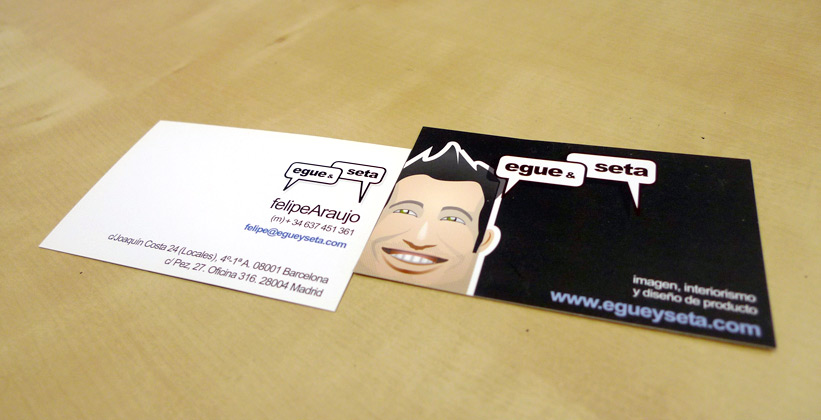 egue & seta
felipeAraujo
(m) + 34 637 451 361
felipe@egueyseta.com
c/Joaquín Costa 24 (Locales), 4º-1ª A. 08001 Barcelona
c/ Pez, 27. Oficina 316. 28004 Madrid
egue & seta
imagen, interiorismo
y diseño de producto
www.egueyseta.com